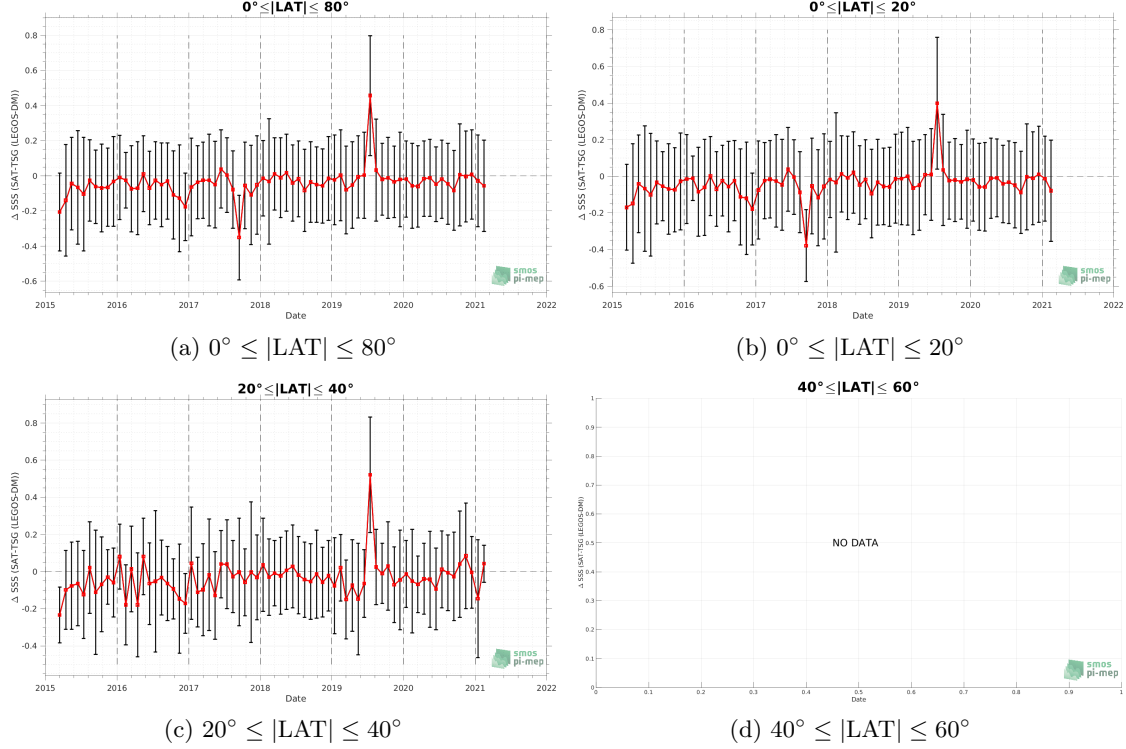 0°≤|LAT|≤ 80°
0.8
0.6
0.4
0.2
0
-0.2
-0.4
-0.6
Δ SSS (SAT-TSG (LEGOS-DM))
2015 2016 2017 2018 2019 2020 2021 2022
Date
smos
pi-mep
(a) 0° ≤ |LAT| ≤ 80°
0°≤|LAT|≤ 20°
0.8
0.6
0.4
0.2
0
-0.2
-0.4
-0.6
Δ SSS (SAT-TSG (LEGOS-DM))
2015 2016 2017 2018 2019 2020 2021 2022
Date
smos
pi-mep
(b) 0° ≤ |LAT| ≤ 20°
20°≤|LAT|≤ 40°
0.8
0.6
0.4
0.2
0
-0.2
-0.4
Δ SSS (SAT-TSG (LEGOS-DM))
2015 2016 2017 2018 2019 2020 2021 2022
Date
smos
pi-mep
(c) 20° ≤ |LAT| ≤ 40°
40°≤|LAT|≤ 60°
1
0.9
0.8
0.7
0.6
0.5
0.4
0.3
0.2
0.1
0
Δ SSS (SAT-TSG (LEGOS-DM))
NO DATA
0 0.1 0.2 0.3 0.4 0.5 0.6 0.7 0.8 0.9 1
Date
smos
pi-mep
(d) 40° ≤ |LAT| ≤ 60°